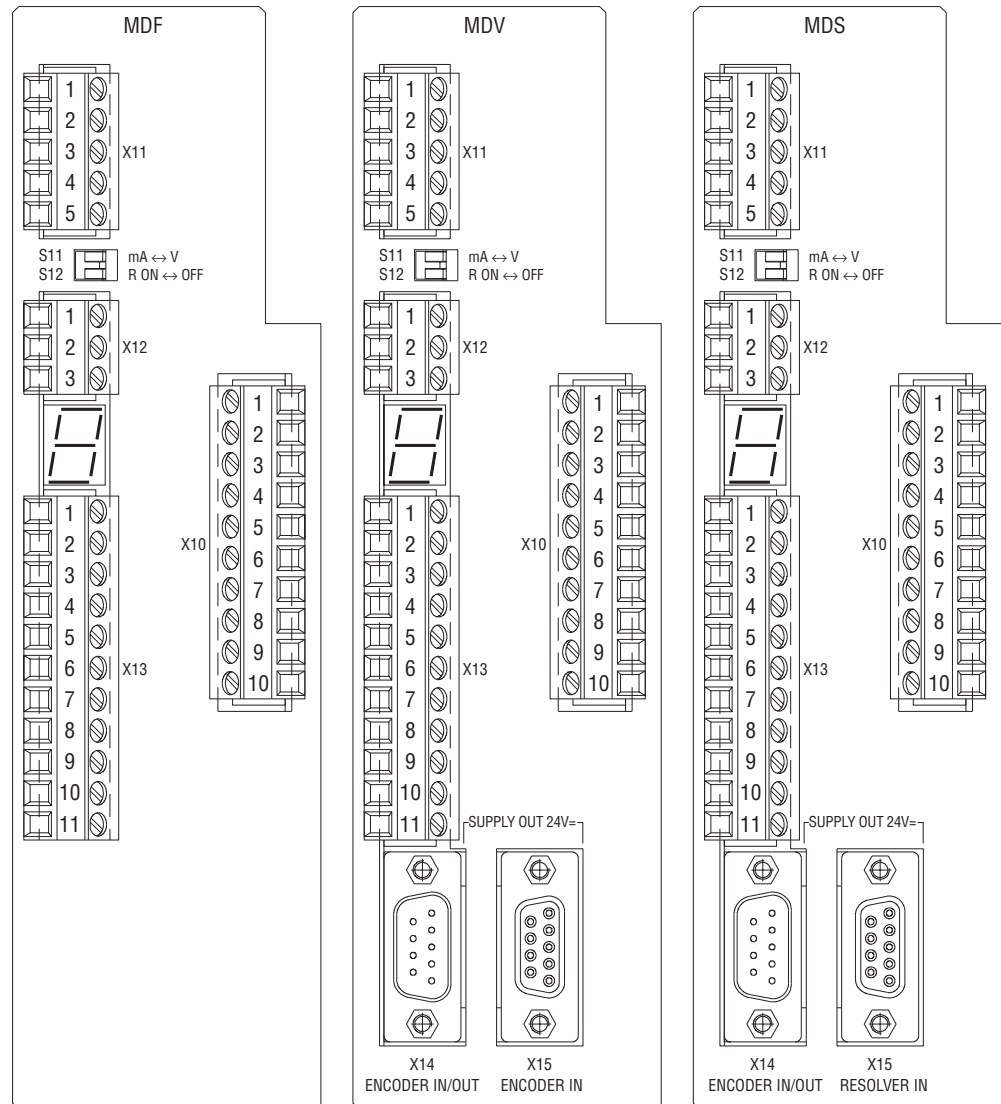 MDF
1
2
3
4
5
X11
S11 mA ↔ V
S12 R ON ↔ OFF
1
2
3
X12
1
2
3
4
5
6
7
8
9
10
X10
1
2
3
4
5
6
7
8
9
10
11
X13
MDV
1
2
3
4
5
X11
S11 mA ↔ V
S12 R ON ↔ OFF
1
2
3
X12
1
2
3
4
5
6
7
8
9
10
X10
1
2
3
4
5
6
7
8
9
10
11
X13
SUPPLY OUT 24V=
X14
ENCODER IN/OUT
X15
ENCODER IN
MDS
1
2
3
4
5
X11
S11 mA ↔ V
S12 R ON ↔ OFF
1
2
3
X12
1
2
3
4
5
6
7
8
9
10
X10
1
2
3
4
5
6
7
8
9
10
11
X13
SUPPLY OUT 24V=
X14
ENCODER IN/OUT
X15
RESOLVER IN